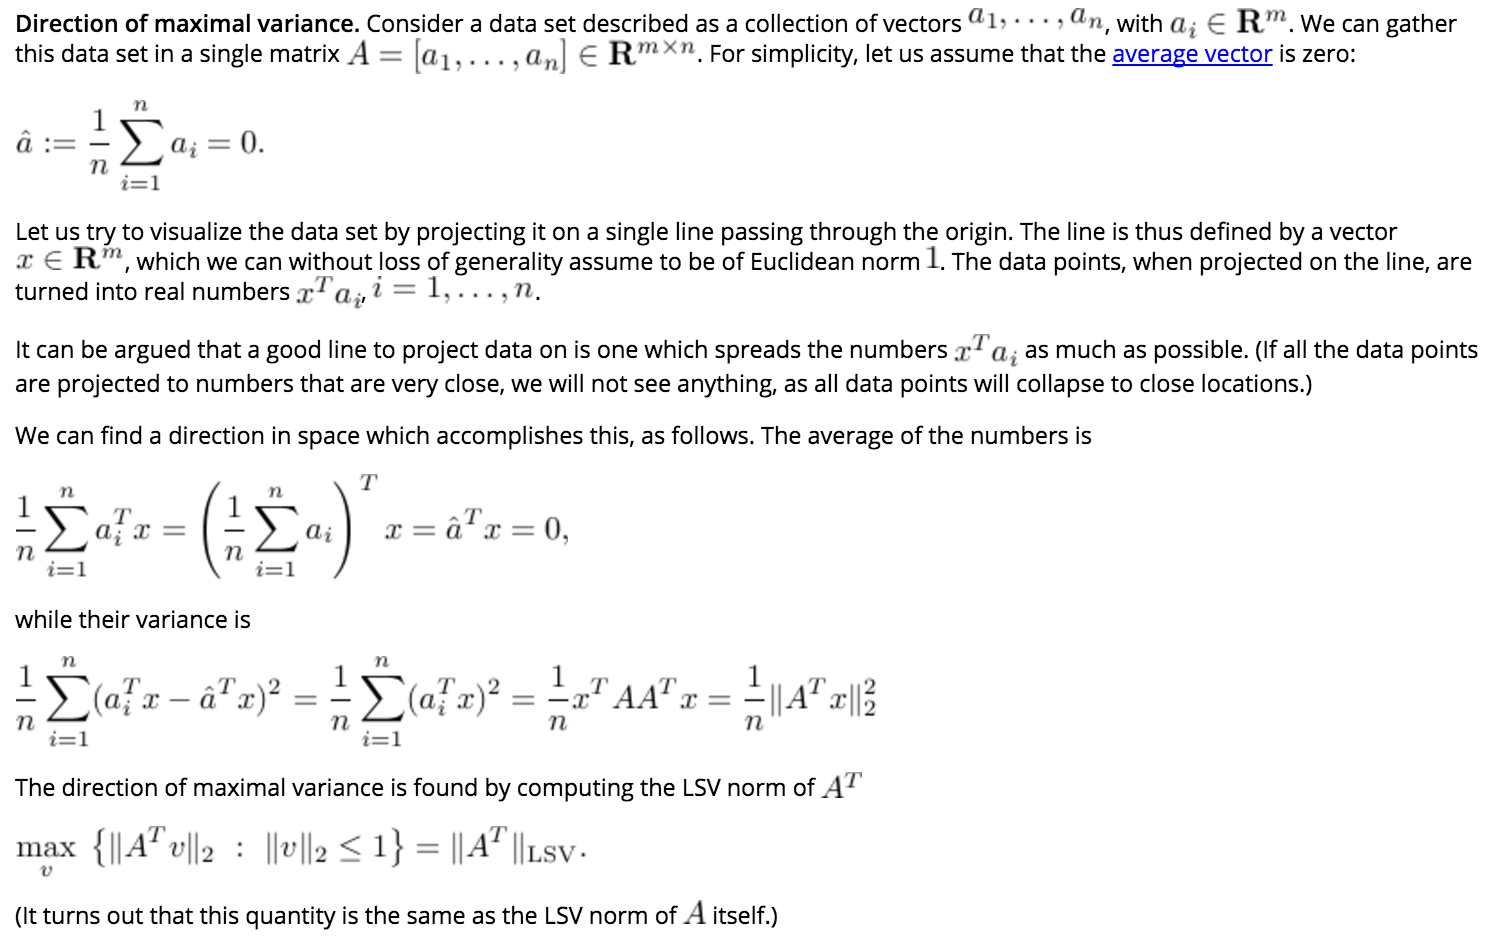 Direction of maximal variance. Consider a data set described as a collection of vectors $a_1, \cdots, a_n$, with $a_i \in \mathbf{R}^m$. We can gather
this data set in a single matrix $A = [a_1, \ldots, a_n] \in \mathbf{R}^{m \times n}$. For simplicity, let us assume that the average vector is zero:
$\hat{a} := \frac{1}{n} \sum_{i=1}^{n} a_i = 0.$
Let us try to visualize the data set by projecting it on a single line passing through the origin. The line is thus defined by a vector
$x \in \mathbf{R}^m$, which we can without loss of generality assume to be of Euclidean norm $1$. The data points, when projected on the line, are
turned into real numbers $x^T a_i$, $i = 1, \ldots, n$.
It can be argued that a good line to project data on is one which spreads the numbers $x^T a_i$ as much as possible. (If all the data points
are projected to numbers that are very close, we will not see anything, as all data points will collapse to close locations.)
We can find a direction in space which accomplishes this, as follows. The average of the numbers is
$\frac{1}{n} \sum_{i=1}^{n} a_i^T x = \left( \frac{1}{n} \sum_{i=1}^{n} a_i \right)^T x = \hat{a}^T x = 0,$
while their variance is
$\frac{1}{n} \sum_{i=1}^{n} (a_i^T x - \hat{a}^T x)^2 = \frac{1}{n} \sum_{i=1}^{n} (a_i^T x)^2 = \frac{1}{n} x^T A A^T x = \frac{1}{n} \|A^T x\|_2^2$
The direction of maximal variance is found by computing the LSV norm of $A^T$
$\max_v \{ \|A^T v\|_2 : \|v\|_2 \leq 1 \} = \|A^T\|_{\text{LSV}}.$
(It turns out that this quantity is the same as the LSV norm of $A$ itself.)